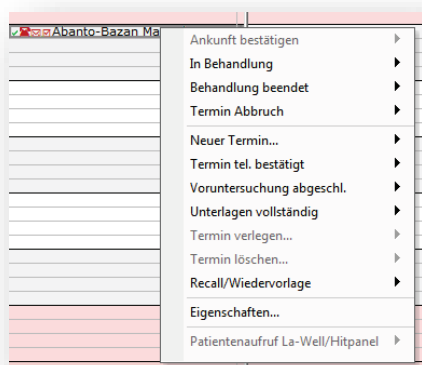 Abanto-Bazan Ma
Ankunft bestätigen
In Behandlung
Behandlung beendet
Termin Abbruch
Neuer Termin...
Termin tel. bestätigt
Voruntersuchung abgeschl.
Unterlagen vollständig
Termin verlegen...
Termin löschen...
Recall/Wiedervorlage
Eigenschaften...
Patientenaufruf La-Well/Hitpanel